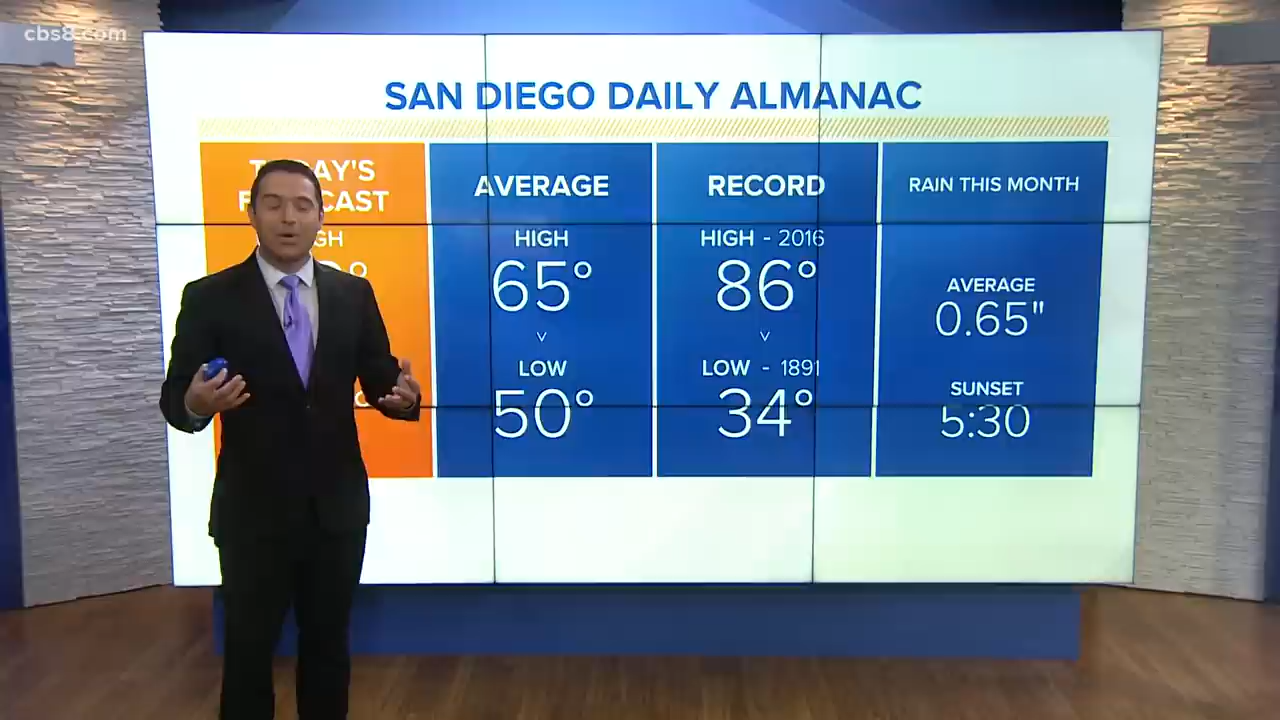 cbs8.com
SAN DIEGO DAILY ALMANAC
AVERAGE
HIGH
65°
LOW
50°
RECORD
HIGH - 2016
86°
LOW - 1891
34°
RAIN THIS MONTH
AVERAGE
0.65"
SUNSET
5:30